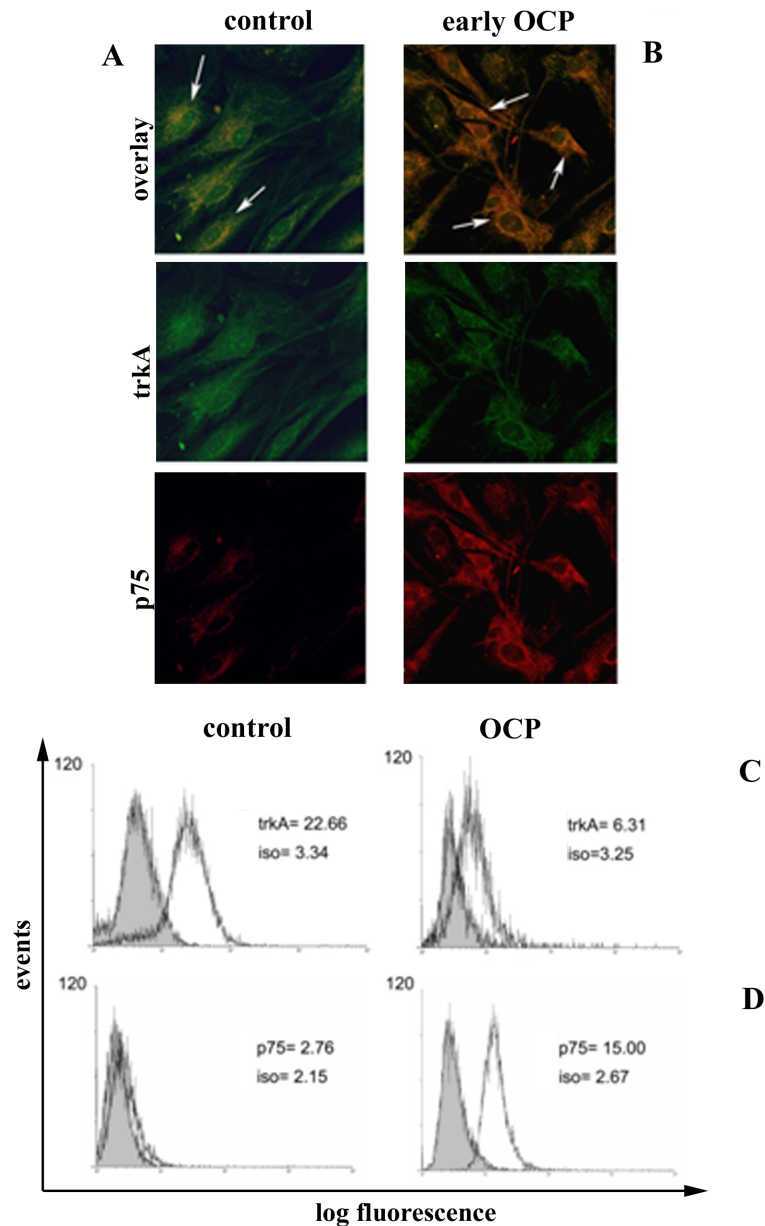 control
early OCP
A
B
overlay
trkA
p75
control
OCP
C
120
trkA= 22.66
iso= 3.34
120
trkA= 6.31
iso=3.25
events
D
120
p75= 2.76
iso= 2.15
120
p75= 15.00
iso= 2.67
log fluorescence